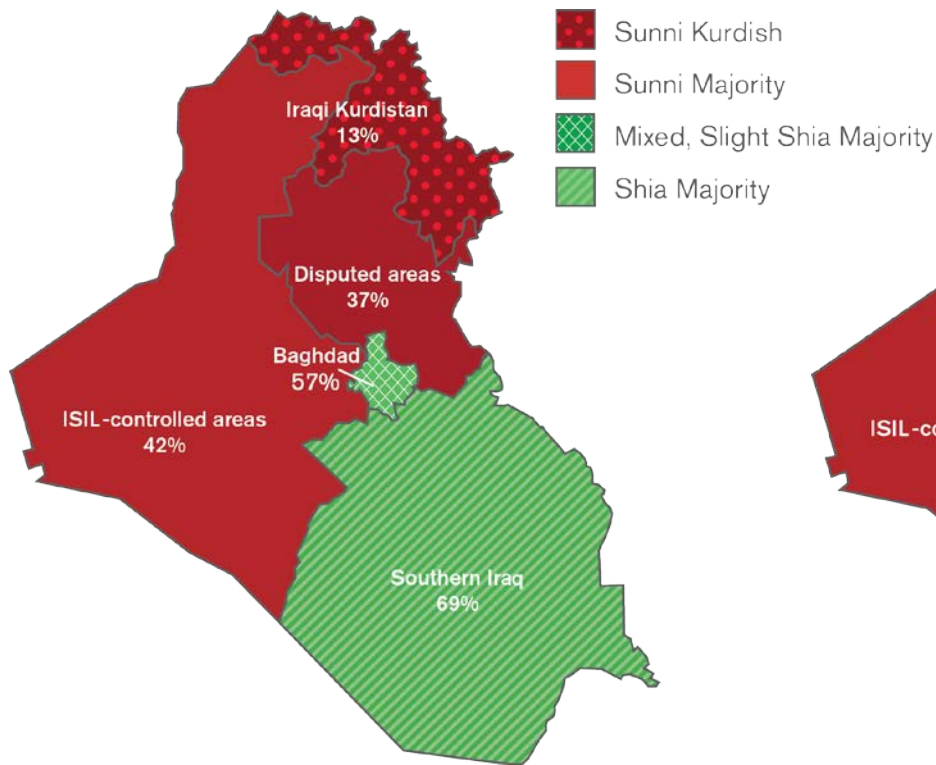 Sunni Kurdish
Sunni Majority
Mixed, Slight Shia Majority
Shia Majority
Iraqi Kurdistan
13%
Disputed areas
37%
Baghdad
57%
ISIL-controlled areas
42%
Southern Iraq
69%